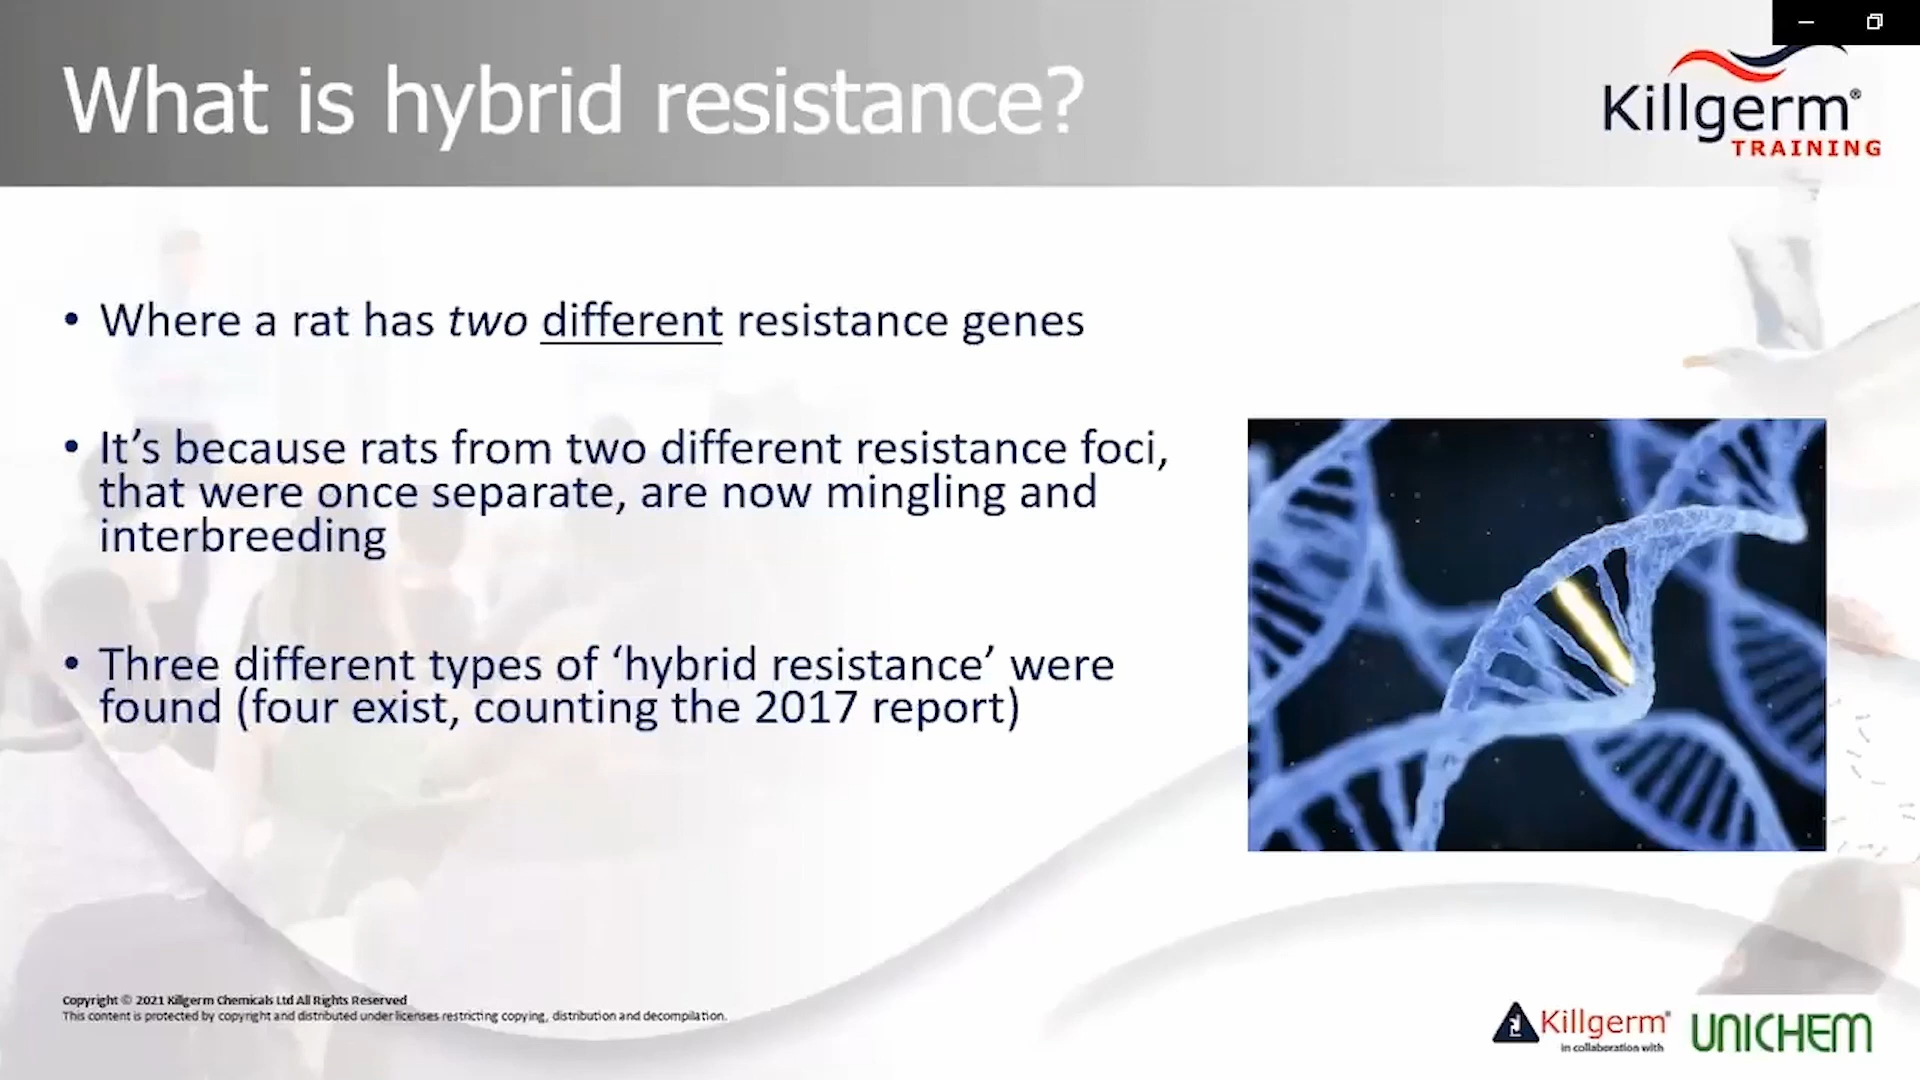 What is hybrid resistance?
Killgerm®
TRAINING
• Where a rat has two different resistance genes
• It’s because rats from two different resistance foci,
that were once separate, are now mingling and
interbreeding
• Three different types of ‘hybrid resistance’ were
found (four exist, counting the 2017 report)
Copyright © 2021 Killgerm Chemicals Ltd All Rights Reserved
This content is protected by copyright and distributed under licenses restricting copying, distribution and decompilation.
Killgerm®
in collaboration with
UNICHEM